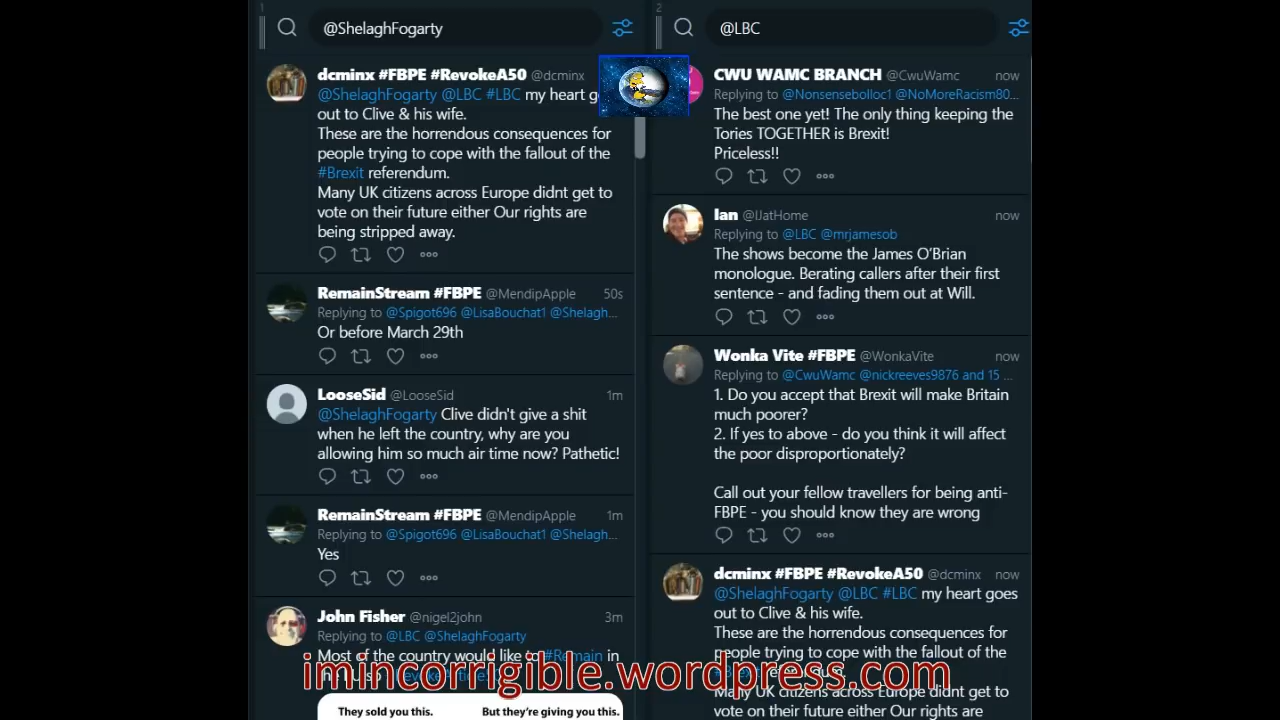 1
@ShelaghFogarty
dcminx #FBPE #RevokeA50 @dcminx
@ShelaghFogarty @LBC #LBC my heart g
out to Clive & his wife.
These are the horrendous consequences for
people trying to cope with the fallout of the
#Brexit referendum.
Many UK citizens across Europe didnt get to
vote on their future either Our rights are
being stripped away.
RemainStream #FBPE @MendipApple 50s
Replying to @Spigot696 @LisaBouchat1 @Shelagh...
Or before March 29th
LooseSid @LooseSid 1m
@ShelaghFogarty Clive didn't give a shit
when he left the country, why are you
allowing him so much air time now? Pathetic!
RemainStream #FBPE @MendipApple 1m
Replying to @Spigot696 @LisaBouchat1 @Shelagh...
Yes
John Fisher @nigel2john 3m
Replying to @LBC @ShelaghFogarty
Most of the country would like to #Remain in
They sold you this. But they're giving you this.
2
@LBC
CWU WAMC BRANCH @CwuWamc now
Replying to @Nonsensebolloc1 @NoMoreRacism80...
The best one yet! The only thing keeping the
Tories TOGETHER is Brexit!
Priceless!!
Ian @IJatHome now
Replying to @LBC @mrjamesob
The shows become the James O'Brian
monologue. Berating callers after their first
sentence - and fading them out at Will.
Wonka Vite #FBPE @WonkaVite now
Replying to @CwuWamc @nickreeves9876 and 15 ...
1. Do you accept that Brexit will make Britain
much poorer?
2. If yes to above - do you think it will affect
the poor disproportionately?
Call out your fellow travellers for being anti-
FBPE - you should know they are wrong
dcminx #FBPE #RevokeA50 @dcminx now
@ShelaghFogarty @LBC #LBC my heart goes
out to Clive & his wife.
These are the horrendous consequences for
people trying to cope with the fallout of the
#Brexit referendum.
Many UK citizens across Europe didnt get to
vote on their future either Our rights are
imincorrigible.wordpress.com